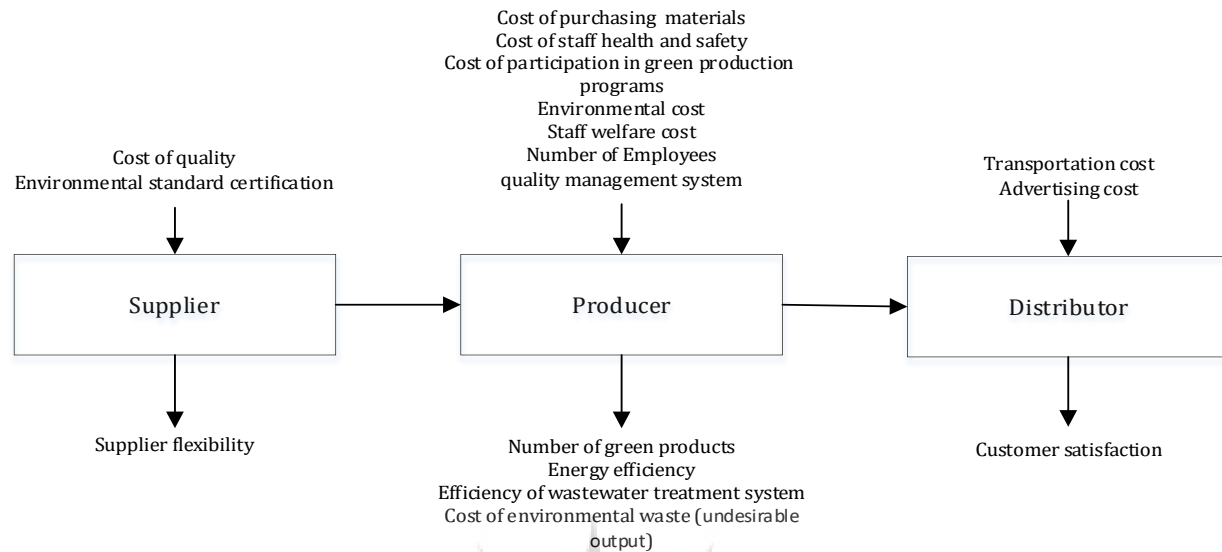 Cost of purchasing materials
Cost of staff health and safety
Cost of participation in green production
programs
Environmental cost
Staff welfare cost
Number of Employees
quality management system
Cost of quality
Environmental standard certification
Transportation cost
Advertising cost
Supplier
Producer
Distributor
Supplier flexibility
Number of green products
Energy efficiency
Efficiency of wastewater treatment system
Cost of environmental waste (undesirable
output)
Customer satisfaction